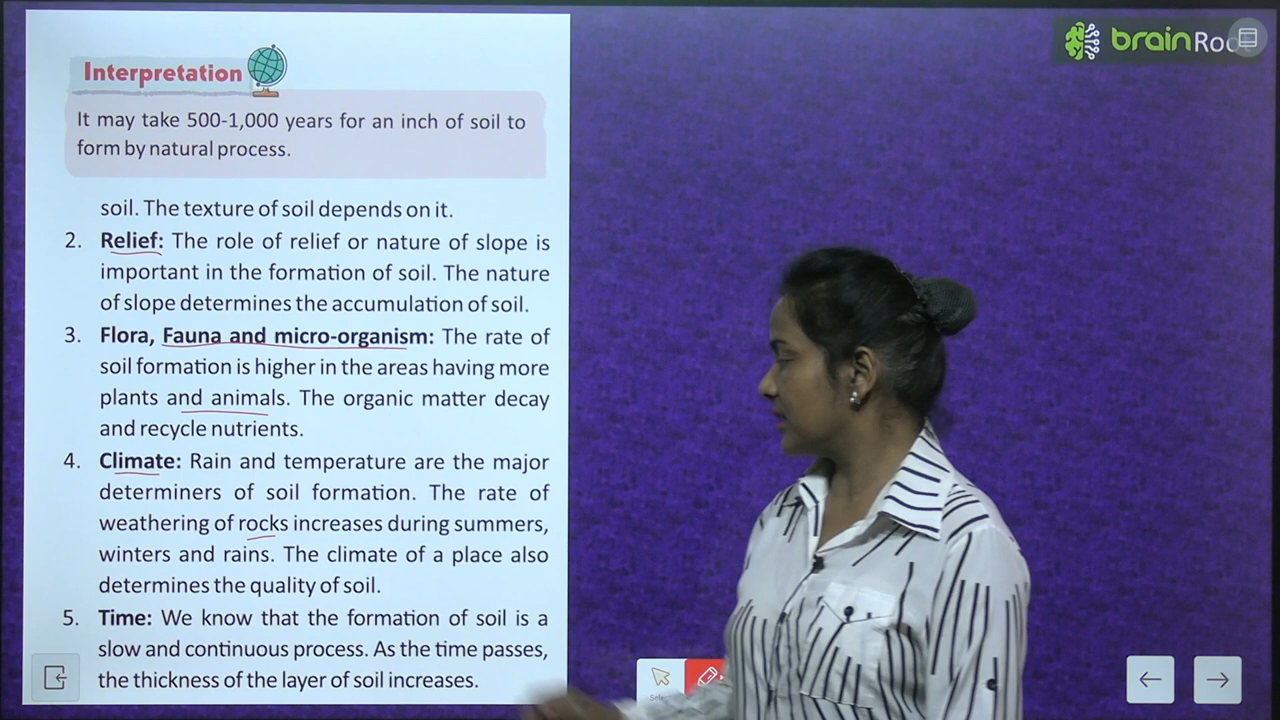 Interpretation
It may take 500-1,000 years for an inch of soil to
form by natural process.
soil. The texture of soil depends on it.
2. Relief: The role of relief or nature of slope is
important in the formation of soil. The nature
of slope determines the accumulation of soil.
3. Flora, Fauna and micro-organism: The rate of
soil formation is higher in the areas having more
plants and animals. The organic matter decay
and recycle nutrients.
4. Climate: Rain and temperature are the major
determiners of soil formation. The rate of
weathering of rocks increases during summers,
winters and rains. The climate of a place also
determines the quality of soil.
5. Time: We know that the formation of soil is a
slow and continuous process. As the time passes,
the thickness of the layer of soil increases.
brain